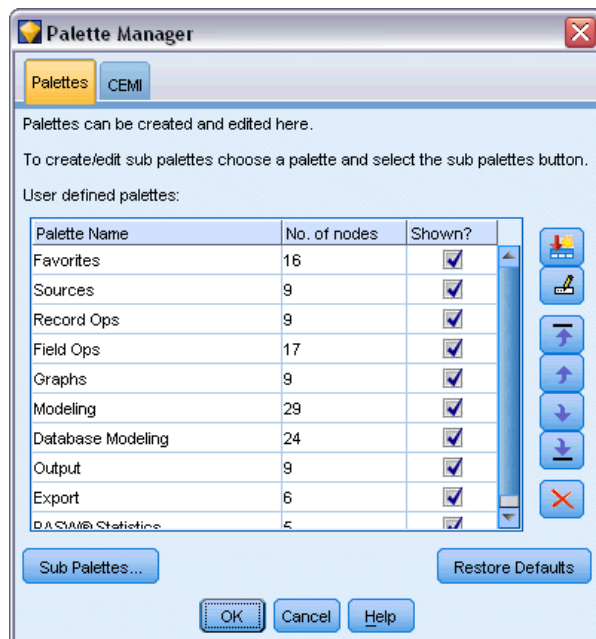 Palette Manager
Palettes CEMI
Palettes can be created and edited here.
To create/edit sub palettes choose a palette and select the sub palettes button.
User defined palettes:
Palette Name No. of nodes Shown?
Favorites 16
Sources 9
Record Ops 9
Field Ops 17
Graphs 9
Modeling 29
Database Modeling 24
Output 9
Export 6
PASW® Statistics 5
Sub Palettes... Restore Defaults
OK Cancel Help